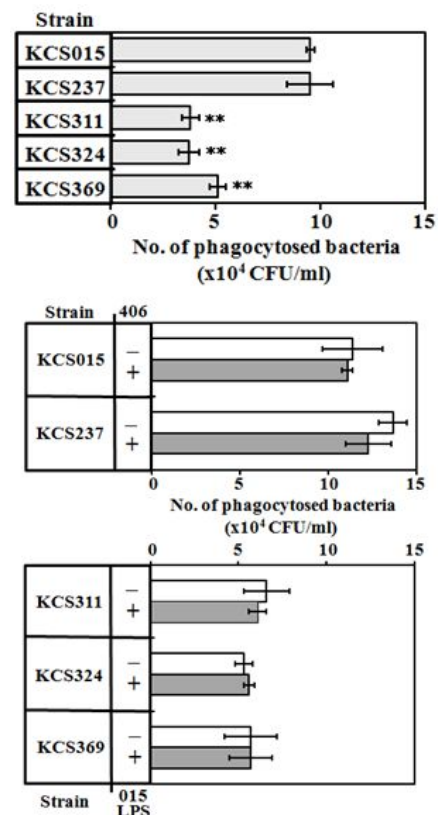 Strain
KCS015
KCS237
KCS311 **
KCS324 **
KCS369 **
0 5 10 15
No. of phagocytosed bacteria
(x10⁴ CFU/ml)
Strain 406
KCS015 − +
KCS237 − +
0 5 10 15
No. of phagocytosed bacteria
(x10⁴ CFU/ml)
0 5 10 15
KCS311 − +
KCS324 − +
KCS369 − +
Strain 015
LPS